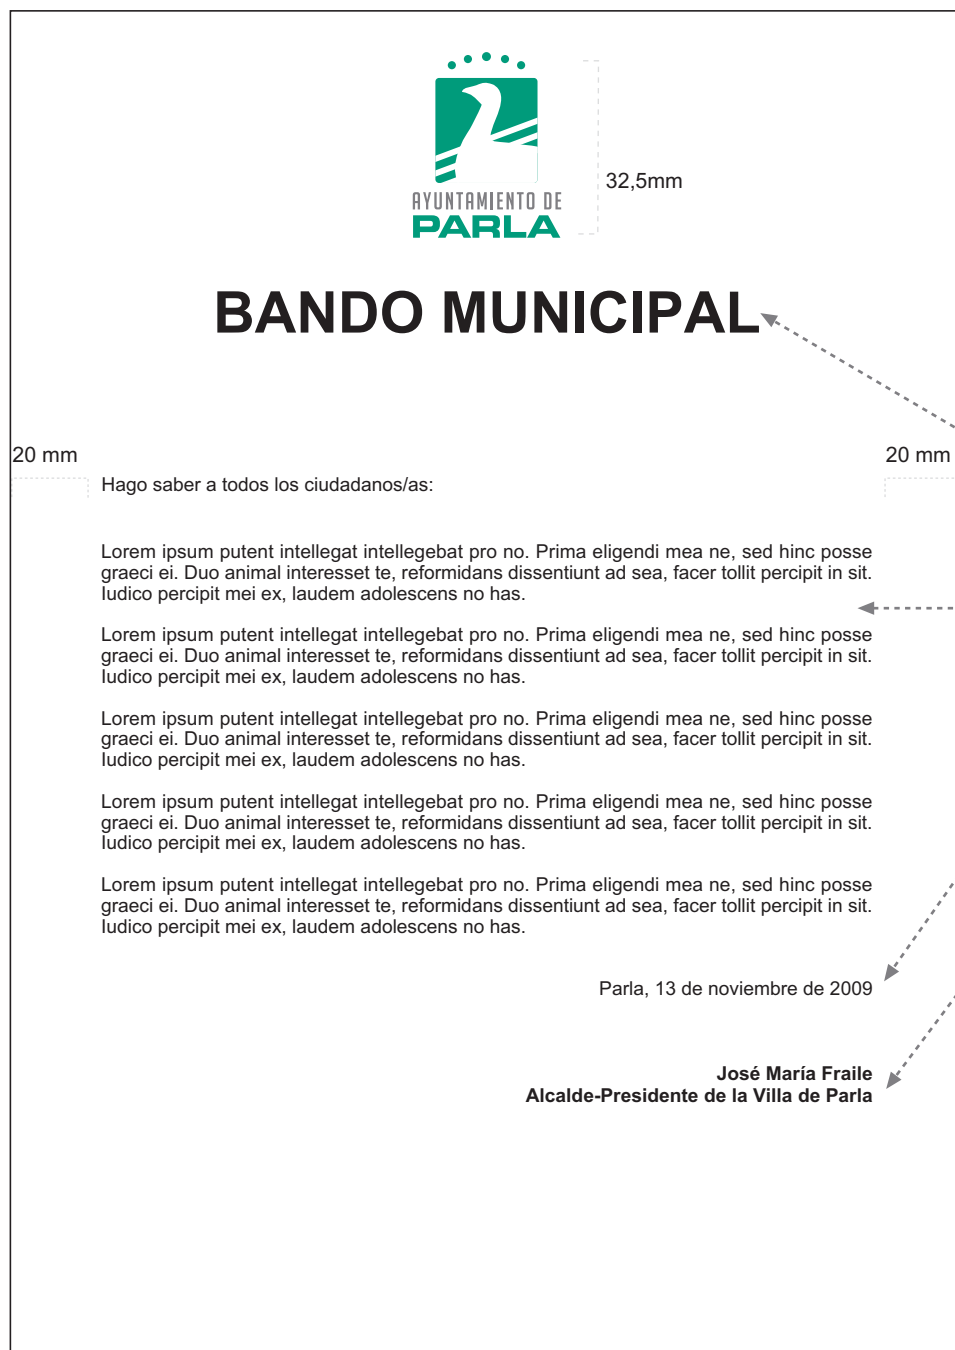 AYUNTAMIENTO DE
PARLA
32,5mm
BANDO MUNICIPAL
20 mm
20 mm
Hago saber a todos los ciudadanos/as:
Lorem ipsum putent intellegat intellegebat pro no. Prima eligendi mea ne, sed hinc posse
graeci ei. Duo animal interesset te, reformidans dissentiunt ad sea, facer tollit percipit in sit.
Iudico percipit mei ex, laudem adolescens no has.
Lorem ipsum putent intellegat intellegebat pro no. Prima eligendi mea ne, sed hinc posse
graeci ei. Duo animal interesset te, reformidans dissentiunt ad sea, facer tollit percipit in sit.
Iudico percipit mei ex, laudem adolescens no has.
Lorem ipsum putent intellegat intellegebat pro no. Prima eligendi mea ne, sed hinc posse
graeci ei. Duo animal interesset te, reformidans dissentiunt ad sea, facer tollit percipit in sit.
Iudico percipit mei ex, laudem adolescens no has.
Lorem ipsum putent intellegat intellegebat pro no. Prima eligendi mea ne, sed hinc posse
graeci ei. Duo animal interesset te, reformidans dissentiunt ad sea, facer tollit percipit in sit.
Iudico percipit mei ex, laudem adolescens no has.
Lorem ipsum putent intellegat intellegebat pro no. Prima eligendi mea ne, sed hinc posse
graeci ei. Duo animal interesset te, reformidans dissentiunt ad sea, facer tollit percipit in sit.
Iudico percipit mei ex, laudem adolescens no has.
Parla, 13 de noviembre de 2009
José María Fraile
Alcalde-Presidente de la Villa de Parla